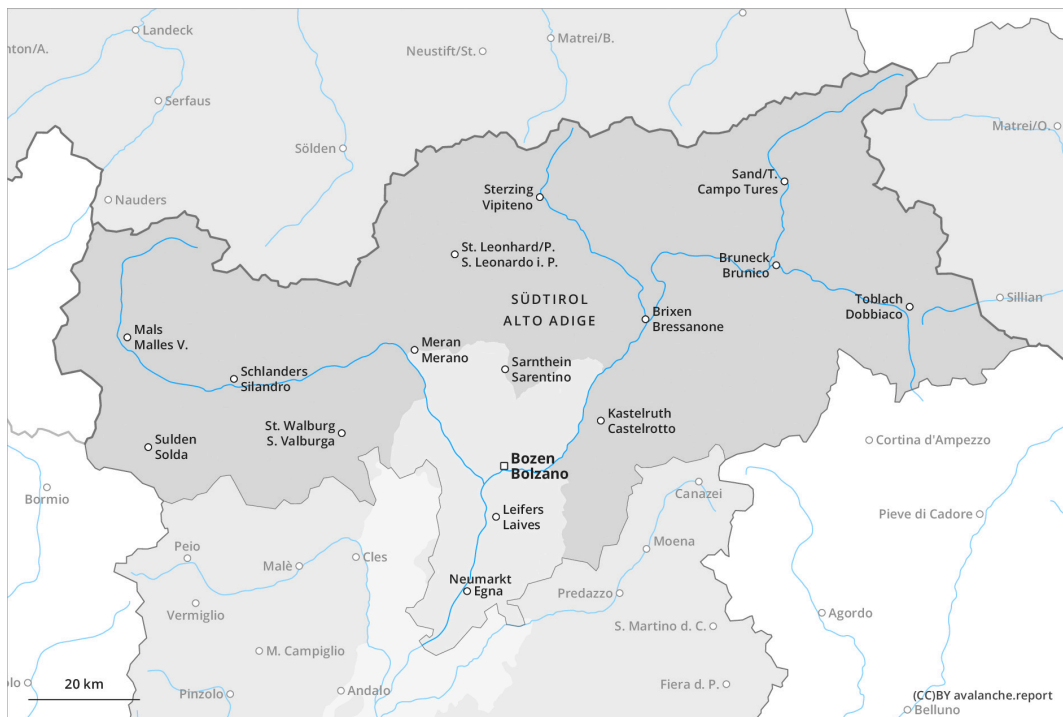 Landeck
Matrei/B.
nton/A.
Neustift/St.
Serfaus
Matrei/O.
Sölden
Sand/T.
Campo Tures
Sterzing
Vipiteno
Nauders
St. Leonhard/P.
S. Leonardo i. P.
Bruneck
Brunico
SÜDTIROL
ALTO ADIGE
Toblach
Dobbiaco
Sillian
Brixen
Bressanone
Mals
Malles V.
Meran
Merano
Sarnthein
Sarentino
Schlanders
Silandro
Kastelruth
Castelrotto
St. Walburg
S. Valburga
Sulden
Solda
Cortina d'Ampezzo
Bozen
Bolzano
Bormio
Canazei
Leifers
Laives
Pieve di Cadore
Peio
Malè
Cles
Moena
Neumarkt
Egna
Predazzo
Vermiglio
Agordo
S. Martino d. C.
M. Campiglio
20 km
olo
Pinzolo
Andalo
Fiera d. P.
(CC)BY avalanche.report
Belluno